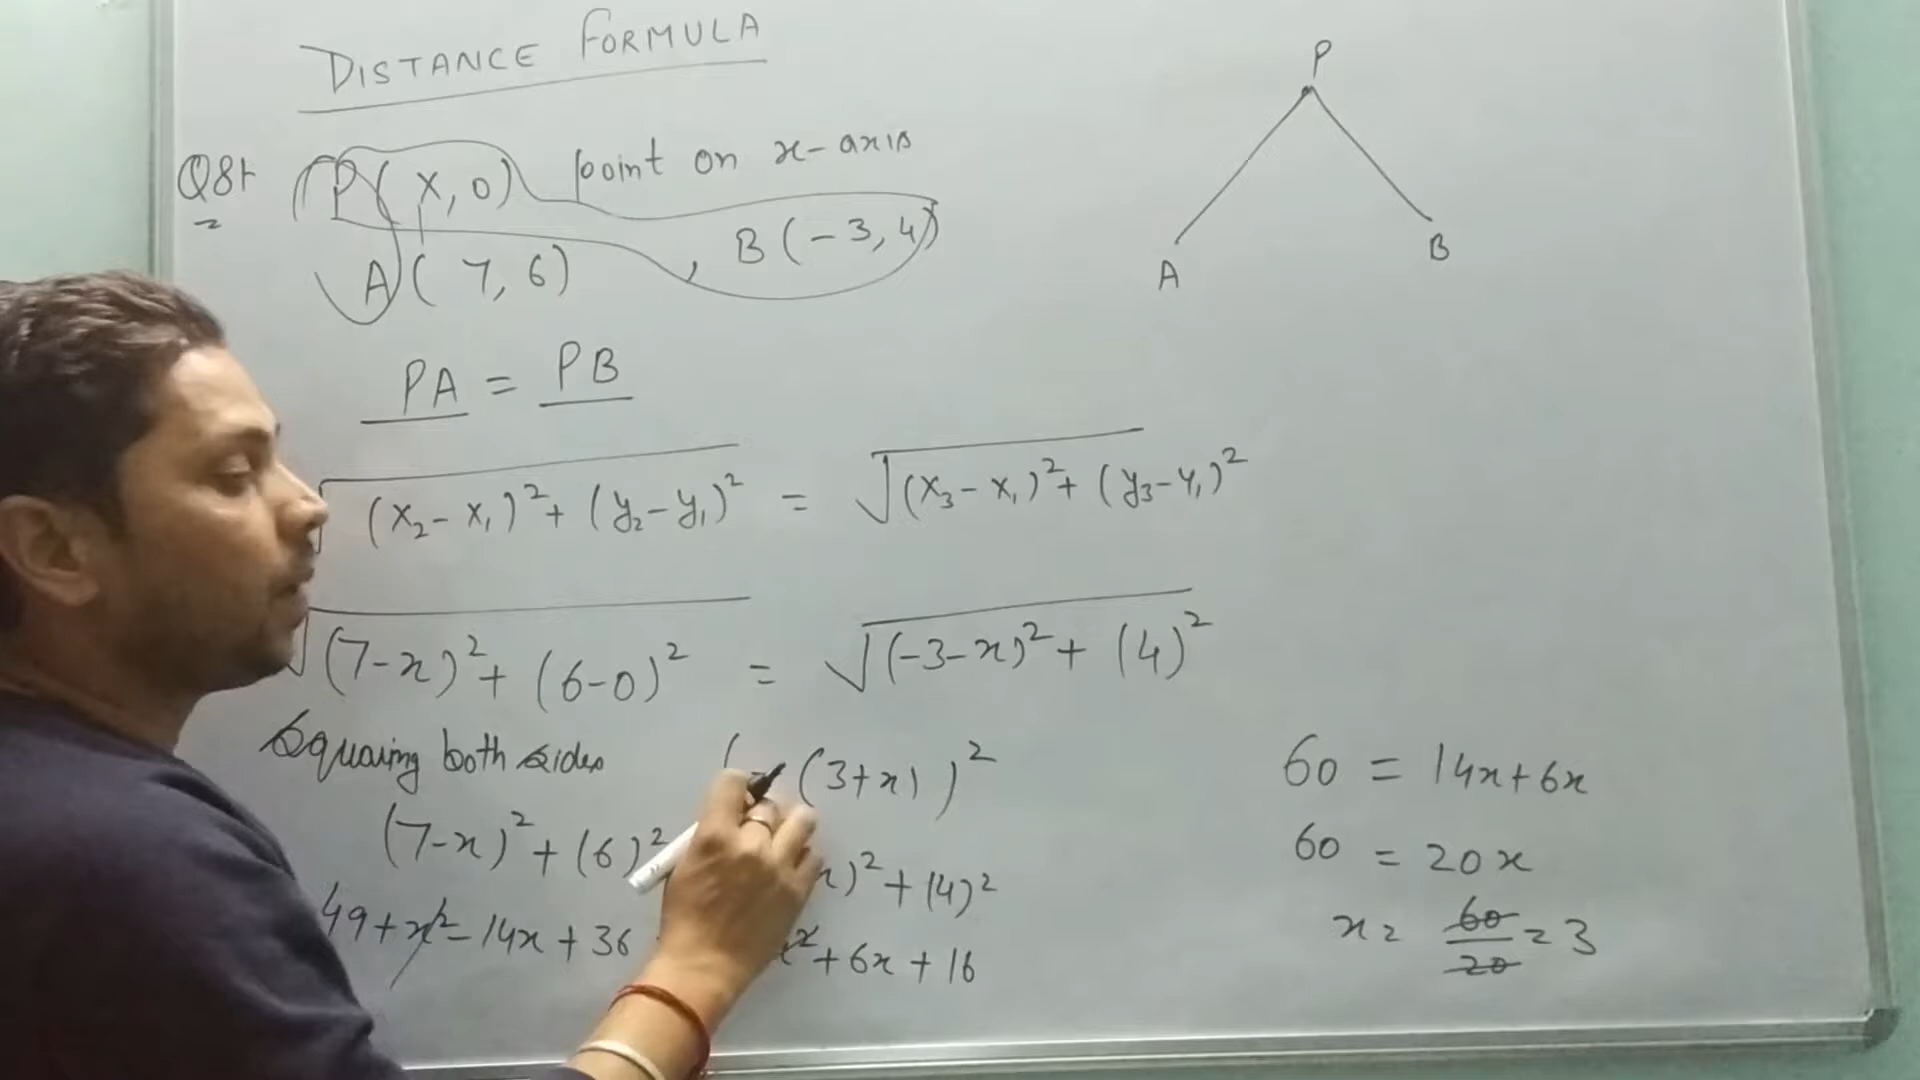 DISTANCE FORMULA
Q8r P(x,0) point on x-axis
A(7,6), B(-3,4)
PA = PB
(x₂-x₁)²+(y₂-y₁)² = √(x₃-x₁)²+(y₃-y₁)²
√(7-x)²+(6-0)² = √(-3-x)²+(4)²
Squaring both sides
(-(3+x))²
(7-x)²+(6)² x)²+(4)²
49+x²-14x+36 x²+6x+16
P
A
B
60 = 14x+6x
60 = 20x
x = 60/20 = 3